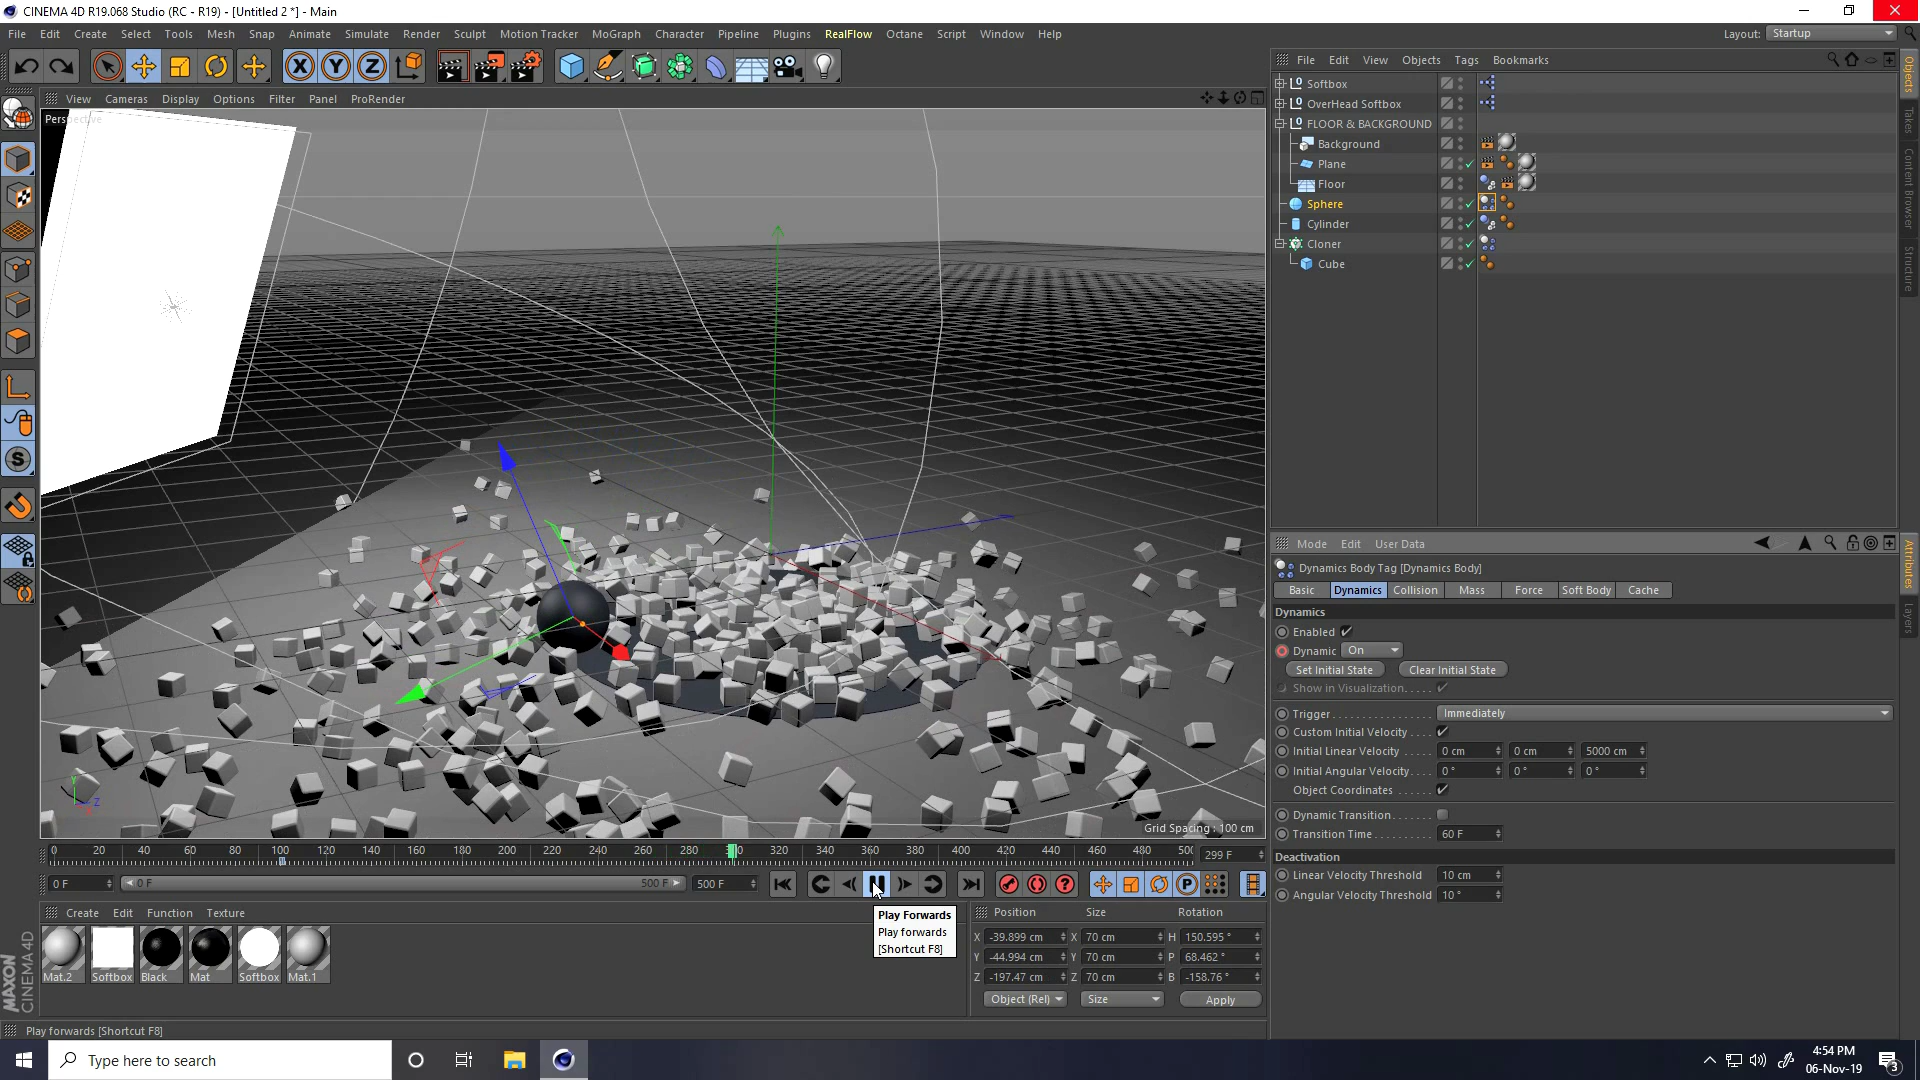 CINEMA 4D R19.068 Studio (RC - R19) - [Untitled 2 *] - Main
File Edit Create Select Tools Mesh Snap Animate Simulate Render Sculpt Motion Tracker MoGraph Character Pipeline Plugins RealFlow Octane Script Window Help
Layout: Startup
File Edit View Objects Tags Bookmarks
View Cameras Display Options Filter Panel ProRender
Perspective
Softbox
OverHead Softbox
FLOOR & BACKGROUND
Background
Plane
Floor
Sphere
Cylinder
Cloner
Cube
Objects
Takes
Content Browser
Structure
Mode Edit User Data
Dynamics Body Tag [Dynamics Body]
Basic Dynamics Collision Mass Force Soft Body Cache
Dynamics
Enabled
Dynamic On
Set Initial State Clear Initial State
Show in Visualization. . . . .
Trigger. . . . . . . . . . . . . . . Immediately
Custom Initial Velocity . . . .
Initial Linear Velocity . . . . . 0 cm 0 cm 5000 cm
Initial Angular Velocity. . . . 0 ° 0 ° 0 °
Object Coordinates . . . . . .
Dynamic Transition. . . . . . .
Transition Time . . . . . . . . . 60 F
Deactivation
Linear Velocity Threshold 10 cm
Angular Velocity Threshold 10 °
Attributes
Layers
Y
Z
Grid Spacing : 100 cm
0 20 40 60 80 100 120 140 160 180 200 220 240 260 280 300 320 340 360 380 400 420 440 460 480 500
299 F
0 F 0 F 500 F 500 F
P
Play Forwards
Play forwards
[Shortcut F8]
Create Edit Function Texture
Mat.2 Softbox Black Mat Softbox Mat.1
Position Size Rotation
X -39.899 cm X 70 cm H 150.595 °
Y -44.994 cm Y 70 cm P 68.462 °
Z -197.47 cm Z 70 cm B -158.76 °
Object (Rel) Size Apply
MAXON
CINEMA 4D
Play forwards [Shortcut F8]
Type here to search
4:54 PM
06-Nov-19
3